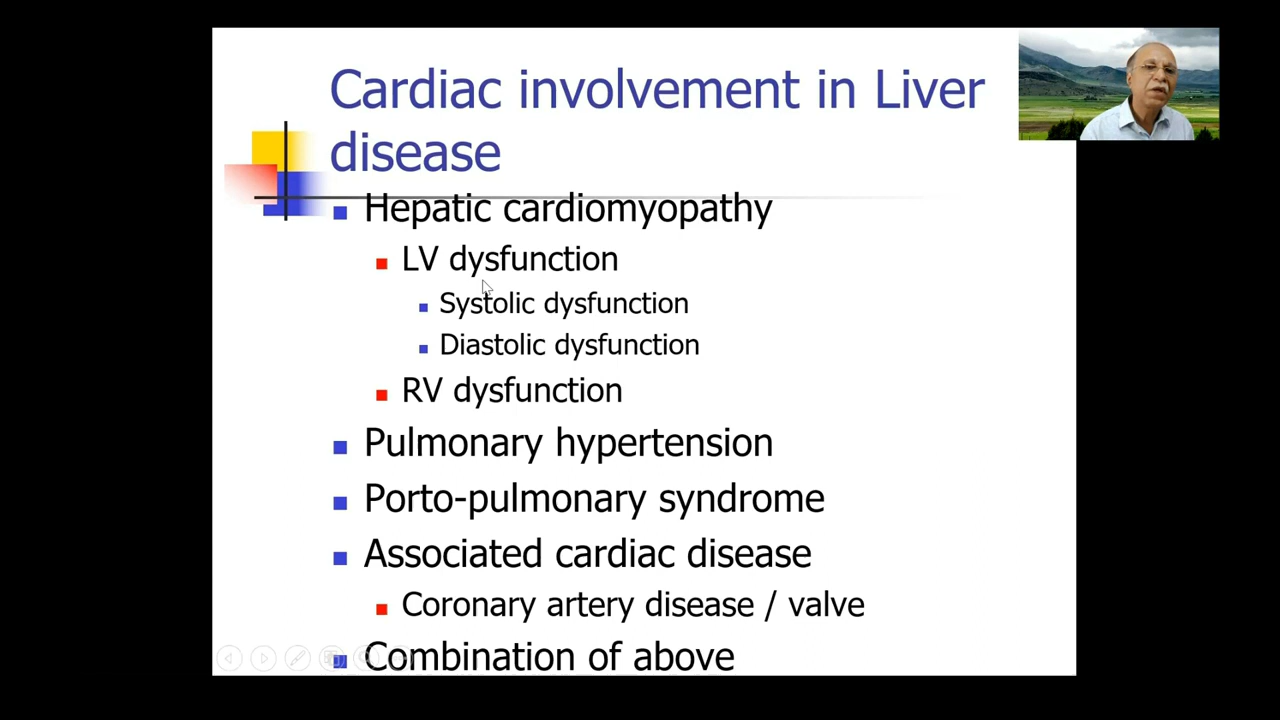 Cardiac involvement in Liver
disease
Hepatic cardiomyopathy
LV dysfunction
Systolic dysfunction
Diastolic dysfunction
RV dysfunction
Pulmonary hypertension
Porto-pulmonary syndrome
Associated cardiac disease
Coronary artery disease / valve
Combination of above